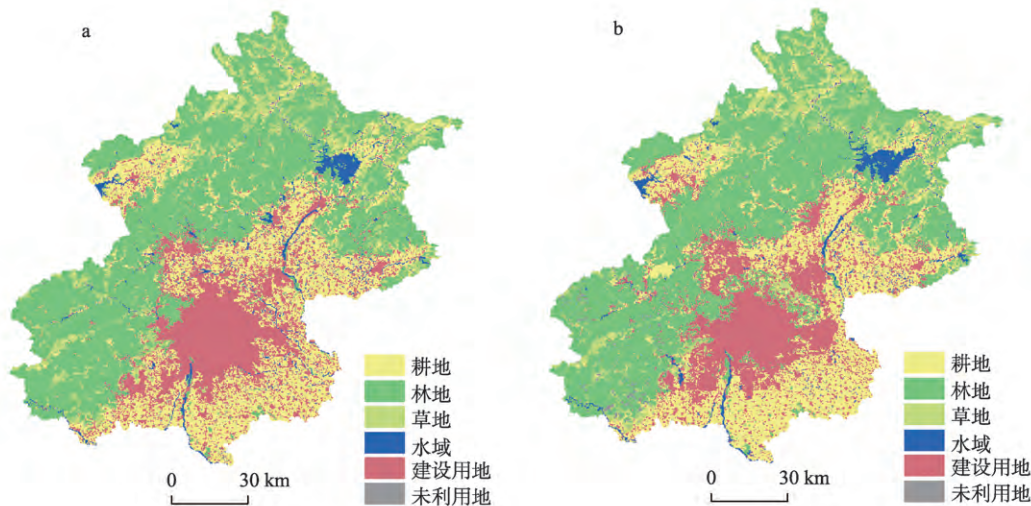 a
耕地
林地
草地
水域
建设用地
未利用地
0 30 km
b
耕地
林地
草地
水域
建设用地
未利用地
0 30 km